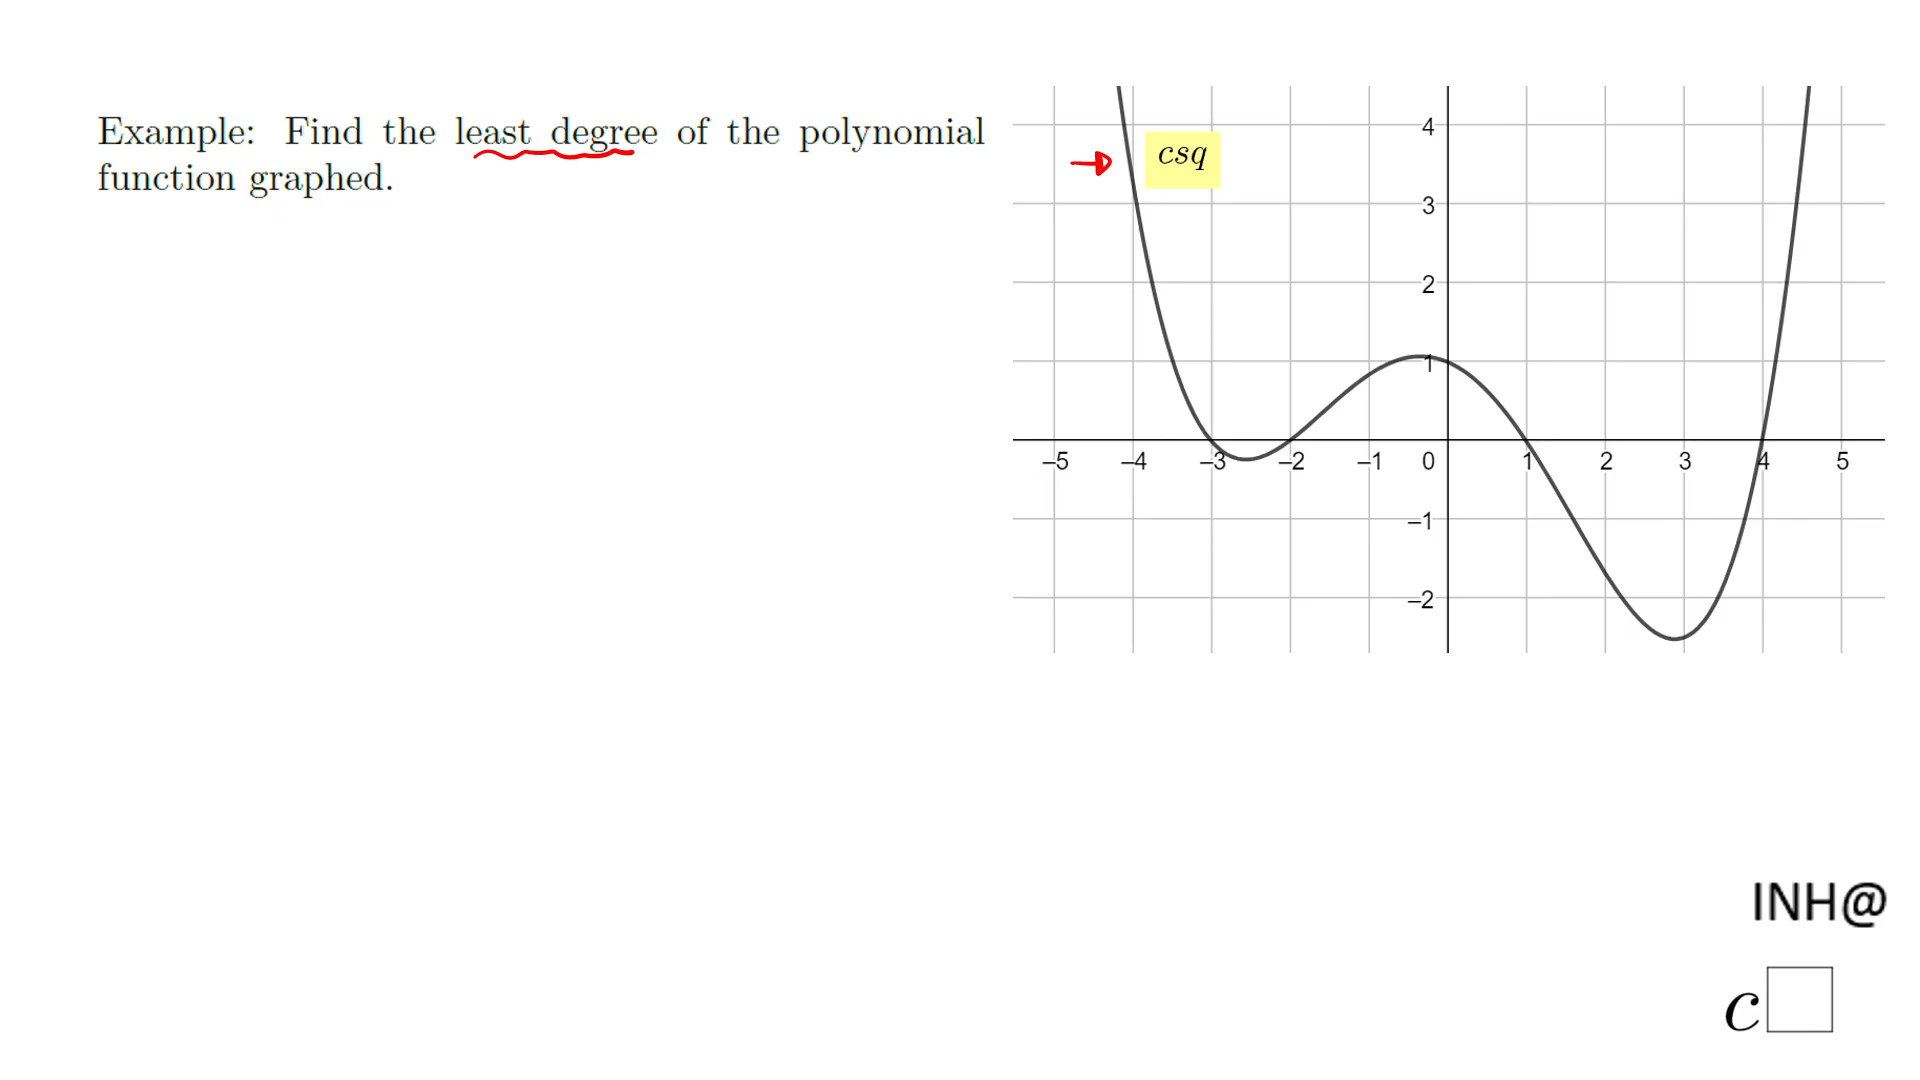 Example: Find the least degree of the polynomial
function graphed.
csq
4
3
2
1
–5 –4 –3 –2 –1 0 1 2 3 4 5
–1
–2
INH@
c